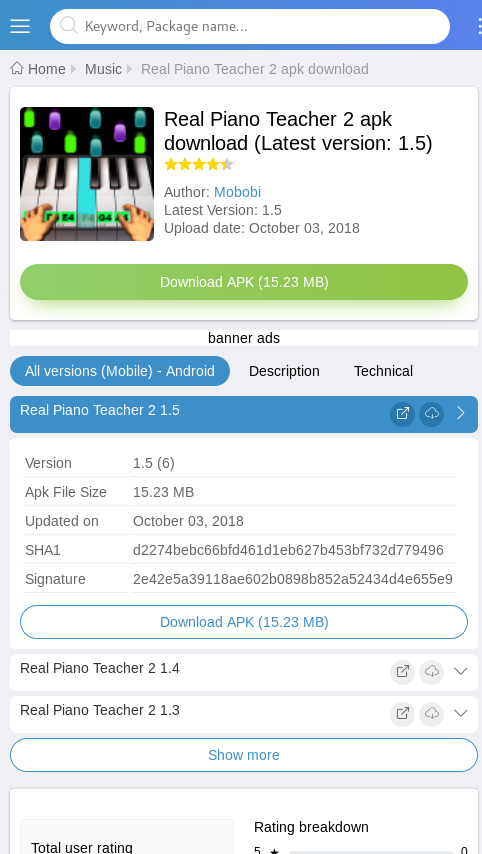 Keyword, Package name...
Home Music Real Piano Teacher 2 apk download
Real Piano Teacher 2 apk
download (Latest version: 1.5)
E4 F4 G4
Author: Mobobi
Latest Version: 1.5
Upload date: October 03, 2018
Download APK (15.23 MB)
banner ads
All versions (Mobile) - Android Description Technical
Real Piano Teacher 2 1.5
Version 1.5 (6)
Apk File Size 15.23 MB
Updated on October 03, 2018
SHA1 d2274bebc66bfd461d1eb627b453bf732d779496
Signature 2e42e5a39118ae602b0898b852a52434d4e655e9
Download APK (15.23 MB)
Real Piano Teacher 2 1.4
Real Piano Teacher 2 1.3
Show more
Rating breakdown
Total user rating
5 ★ 0